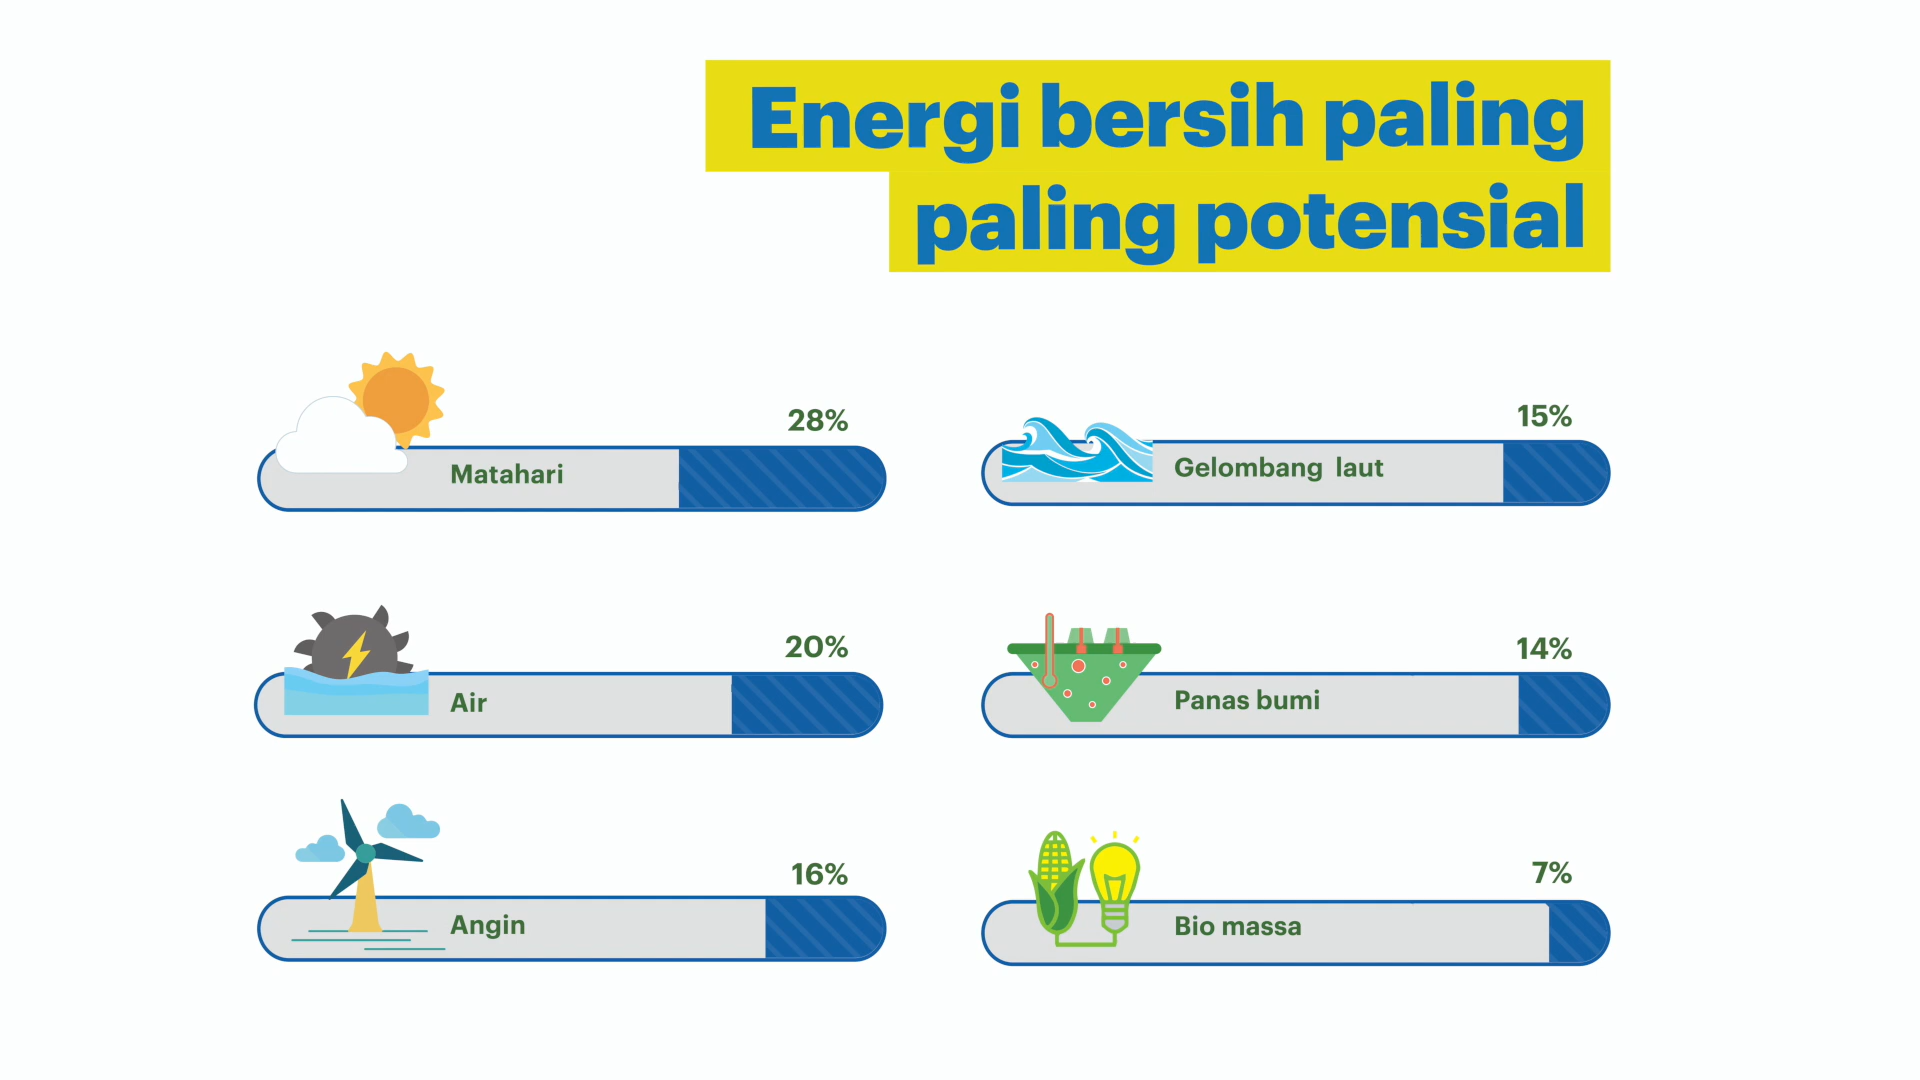 Energi bersih paling
paling potensial
28%
Matahari
15%
Gelombang laut
20%
Air
14%
Panas bumi
16%
Angin
7%
Bio massa